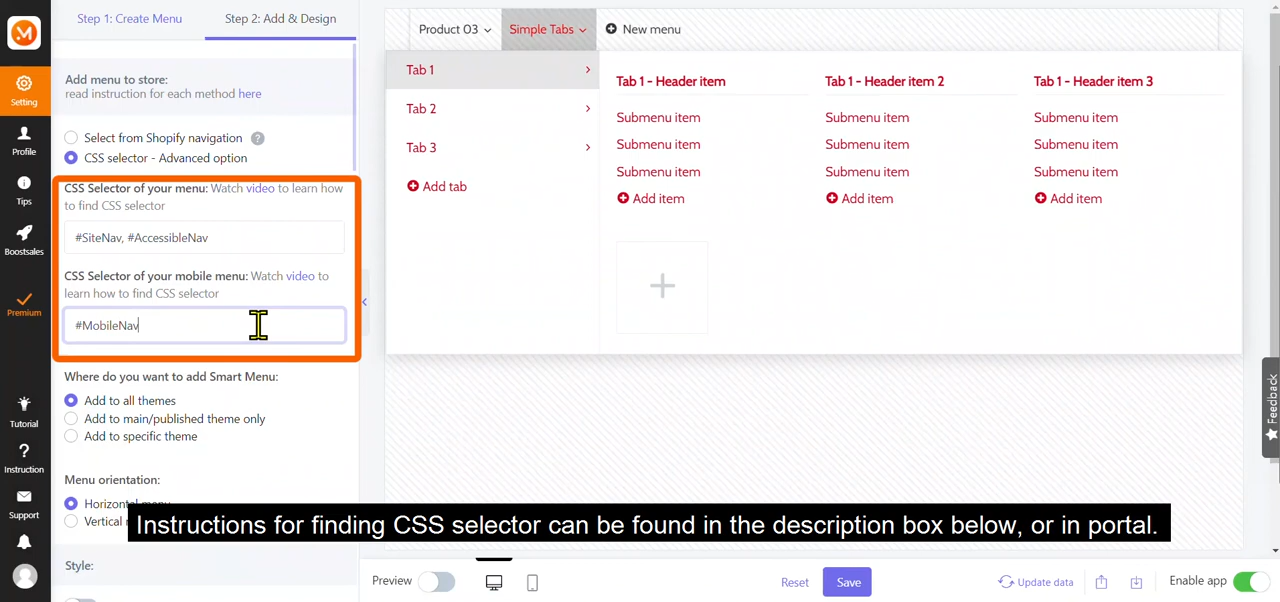 Step 1: Create Menu
Step 2: Add & Design
Add menu to store:
read instruction for each method here
Select from Shopify navigation ?
CSS selector - Advanced option
CSS Selector of your menu: Watch video to learn how
to find CSS selector
#SiteNav, #AccessibleNav
CSS Selector of your mobile menu: Watch video to
learn how to find CSS selector
#MobileNav
Where do you want to add Smart Menu:
Add to all themes
Add to main/published theme only
Add to specific theme
Menu orientation:
Horizontal menu
Vertical
Style:
Setting
Profile
Tips
Boostsales
Premium
Tutorial
Instruction
Support
Product 03
Simple Tabs
New menu
Tab 1
Tab 2
Tab 3
Add tab
Tab 1 - Header item
Submenu item
Submenu item
Submenu item
Add item
Tab 1 - Header item 2
Submenu item
Submenu item
Submenu item
Add item
Tab 1 - Header item 3
Submenu item
Submenu item
Submenu item
Add item
Feedback
Instructions for finding CSS selector can be found in the description box below, or in portal.
Preview
Reset
Save
Update data
Enable app